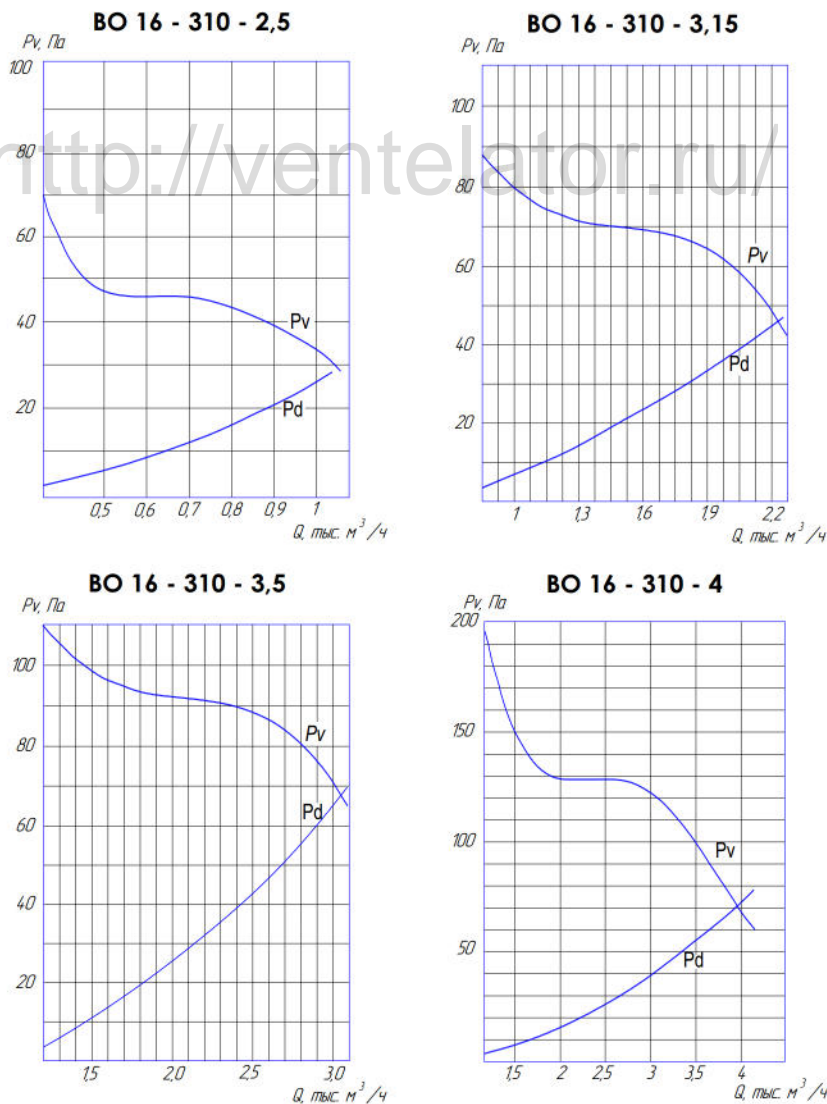 ВО 16 - 310 - 2,5
Pv, Па
100
80
60
40
20
Pv
Pd
0,5 0,6 0,7 0,8 0,9 1
Q, тыс. м³/ч
ВО 16 - 310 - 3,15
Pv, Па
100
80
60
40
20
Pv
Pd
1 1,3 1,6 1,9 2,2
Q, тыс. м³/ч
http://ventelator.ru/
ВО 16 - 310 - 3,5
Pv, Па
100
80
60
40
20
Pv
Pd
1,5 2,0 2,5 3,0
Q, тыс. м³/ч
ВО 16 - 310 - 4
Pv, Па
200
150
100
50
Pv
Pd
1,5 2 2,5 3 3,5 4
Q, тыс. м³/ч